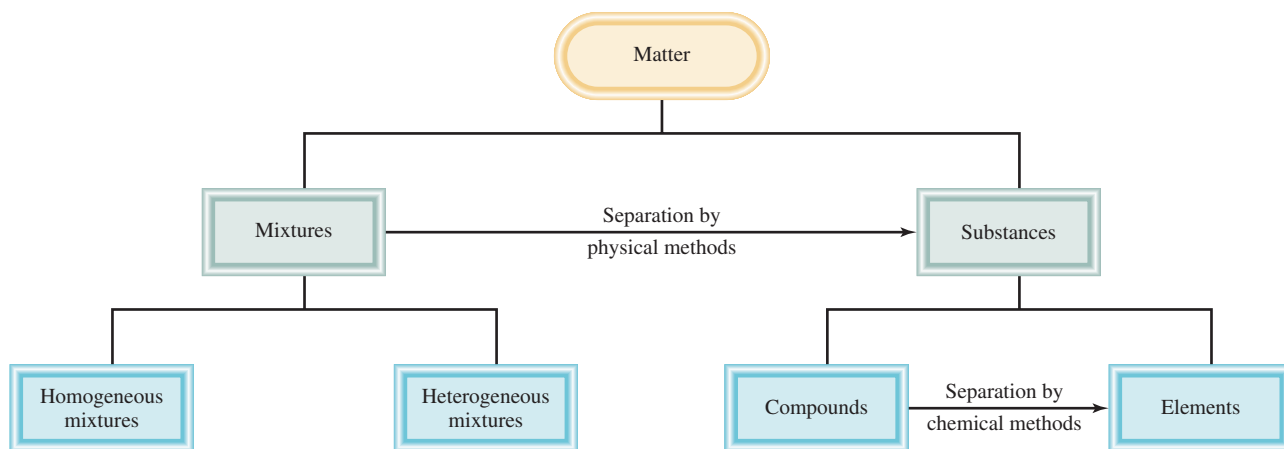 Matter
Mixtures
Separation by
physical methods
Substances
Homogeneous
mixtures
Heterogeneous
mixtures
Compounds
Separation by
chemical methods
Elements